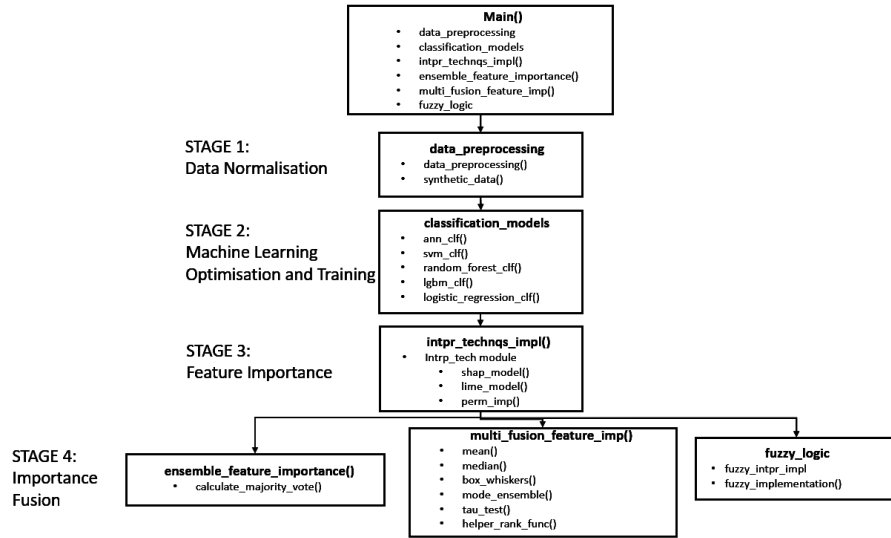 Main()
• data_preprocessing
• classification_models
• intpr_technqs_impl()
• ensemble_feature_importance()
• multi_fusion_feature_imp()
• fuzzy_logic
STAGE 1:
Data Normalisation
data_preprocessing
• data_preprocessing()
• synthetic_data()
STAGE 2:
Machine Learning
Optimisation and Training
classification_models
• ann_clf()
• svm_clf()
• random_forest_clf()
• lgbm_clf()
• logistic_regression_clf()
STAGE 3:
Feature Importance
intpr_technqs_impl()
• Intrp_tech module
• shap_model()
• lime_model()
• perm_imp()
STAGE 4:
Importance
Fusion
ensemble_feature_importance()
• calculate_majority_vote()
multi_fusion_feature_imp()
• mean()
• median()
• box_whiskers()
• mode_ensemble()
• tau_test()
• helper_rank_func()
fuzzy_logic
• fuzzy_intpr_impl
• fuzzy_implementation()